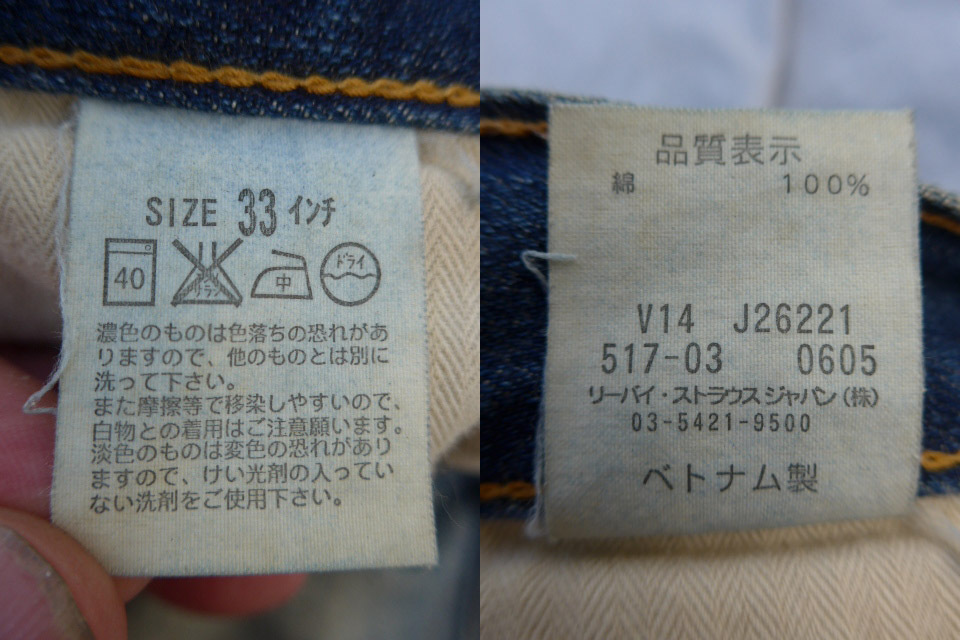 SIZE 33 インチ
40 エンソサラシ 中 ドライ
濃色のものは色落ちの恐れがあ
りますので、他のものとは別に
洗って下さい。
また摩擦等で移染しやすいので、
白物との着用はご注意願います。
淡色のものは変色の恐れがあり
ますので、けい光剤の入ってい
ない洗剤をご使用下さい。
品質表示
綿 100%
V14 J26221
517-03 0605
リーバイ・ストラウスジャパン(株)
03-5421-9500
ベトナム製